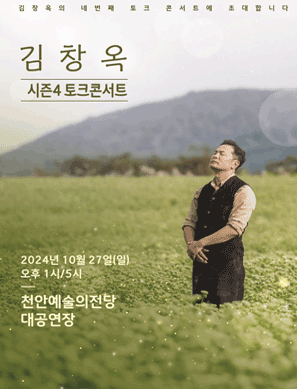 김창옥의 네번째 토크 콘서트에 초대합니다
김창옥
시즌4 토크콘서트
2024년 10월 27일(일)
오후 1시/5시
천안예술의전당
대공연장